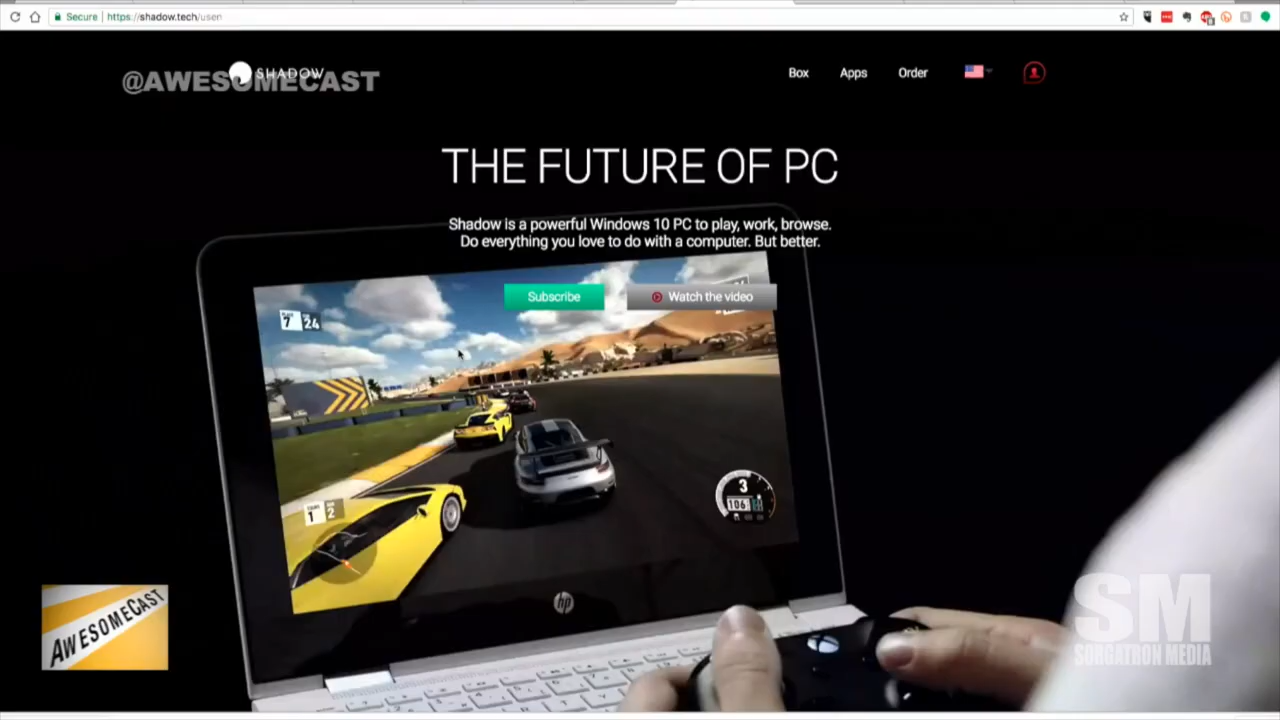 Secure
https://shadow.tech/usen
SHADOW
@AWESOMECAST
Box
Apps
Order
THE FUTURE OF PC
Shadow is a powerful Windows 10 PC to play, work, browse.
Do everything you love to do with a computer. But better.
Subscribe
Watch the video
7 24
3
106
1 2
hp
AWESOMECAST
SM
SORGATRON MEDIA